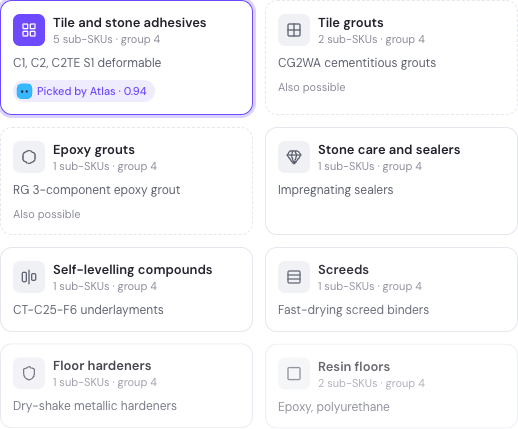 Tile and stone adhesives
5 sub-SKUs · group 4
C1, C2, C2TE S1 deformable
Picked by Atlas · 0.94
Tile grouts
2 sub-SKUs · group 4
CG2WA cementitious grouts
Also possible
Epoxy grouts
1 sub-SKUs · group 4
RG 3-component epoxy grout
Also possible
Stone care and sealers
1 sub-SKUs · group 4
Impregnating sealers
Self-levelling compounds
1 sub-SKUs · group 4
CT-C25-F6 underlayments
Screeds
1 sub-SKUs · group 4
Fast-drying screed binders
Floor hardeners
1 sub-SKUs · group 4
Dry-shake metallic hardeners
Resin floors
2 sub-SKUs · group 4
Epoxy, polyurethane